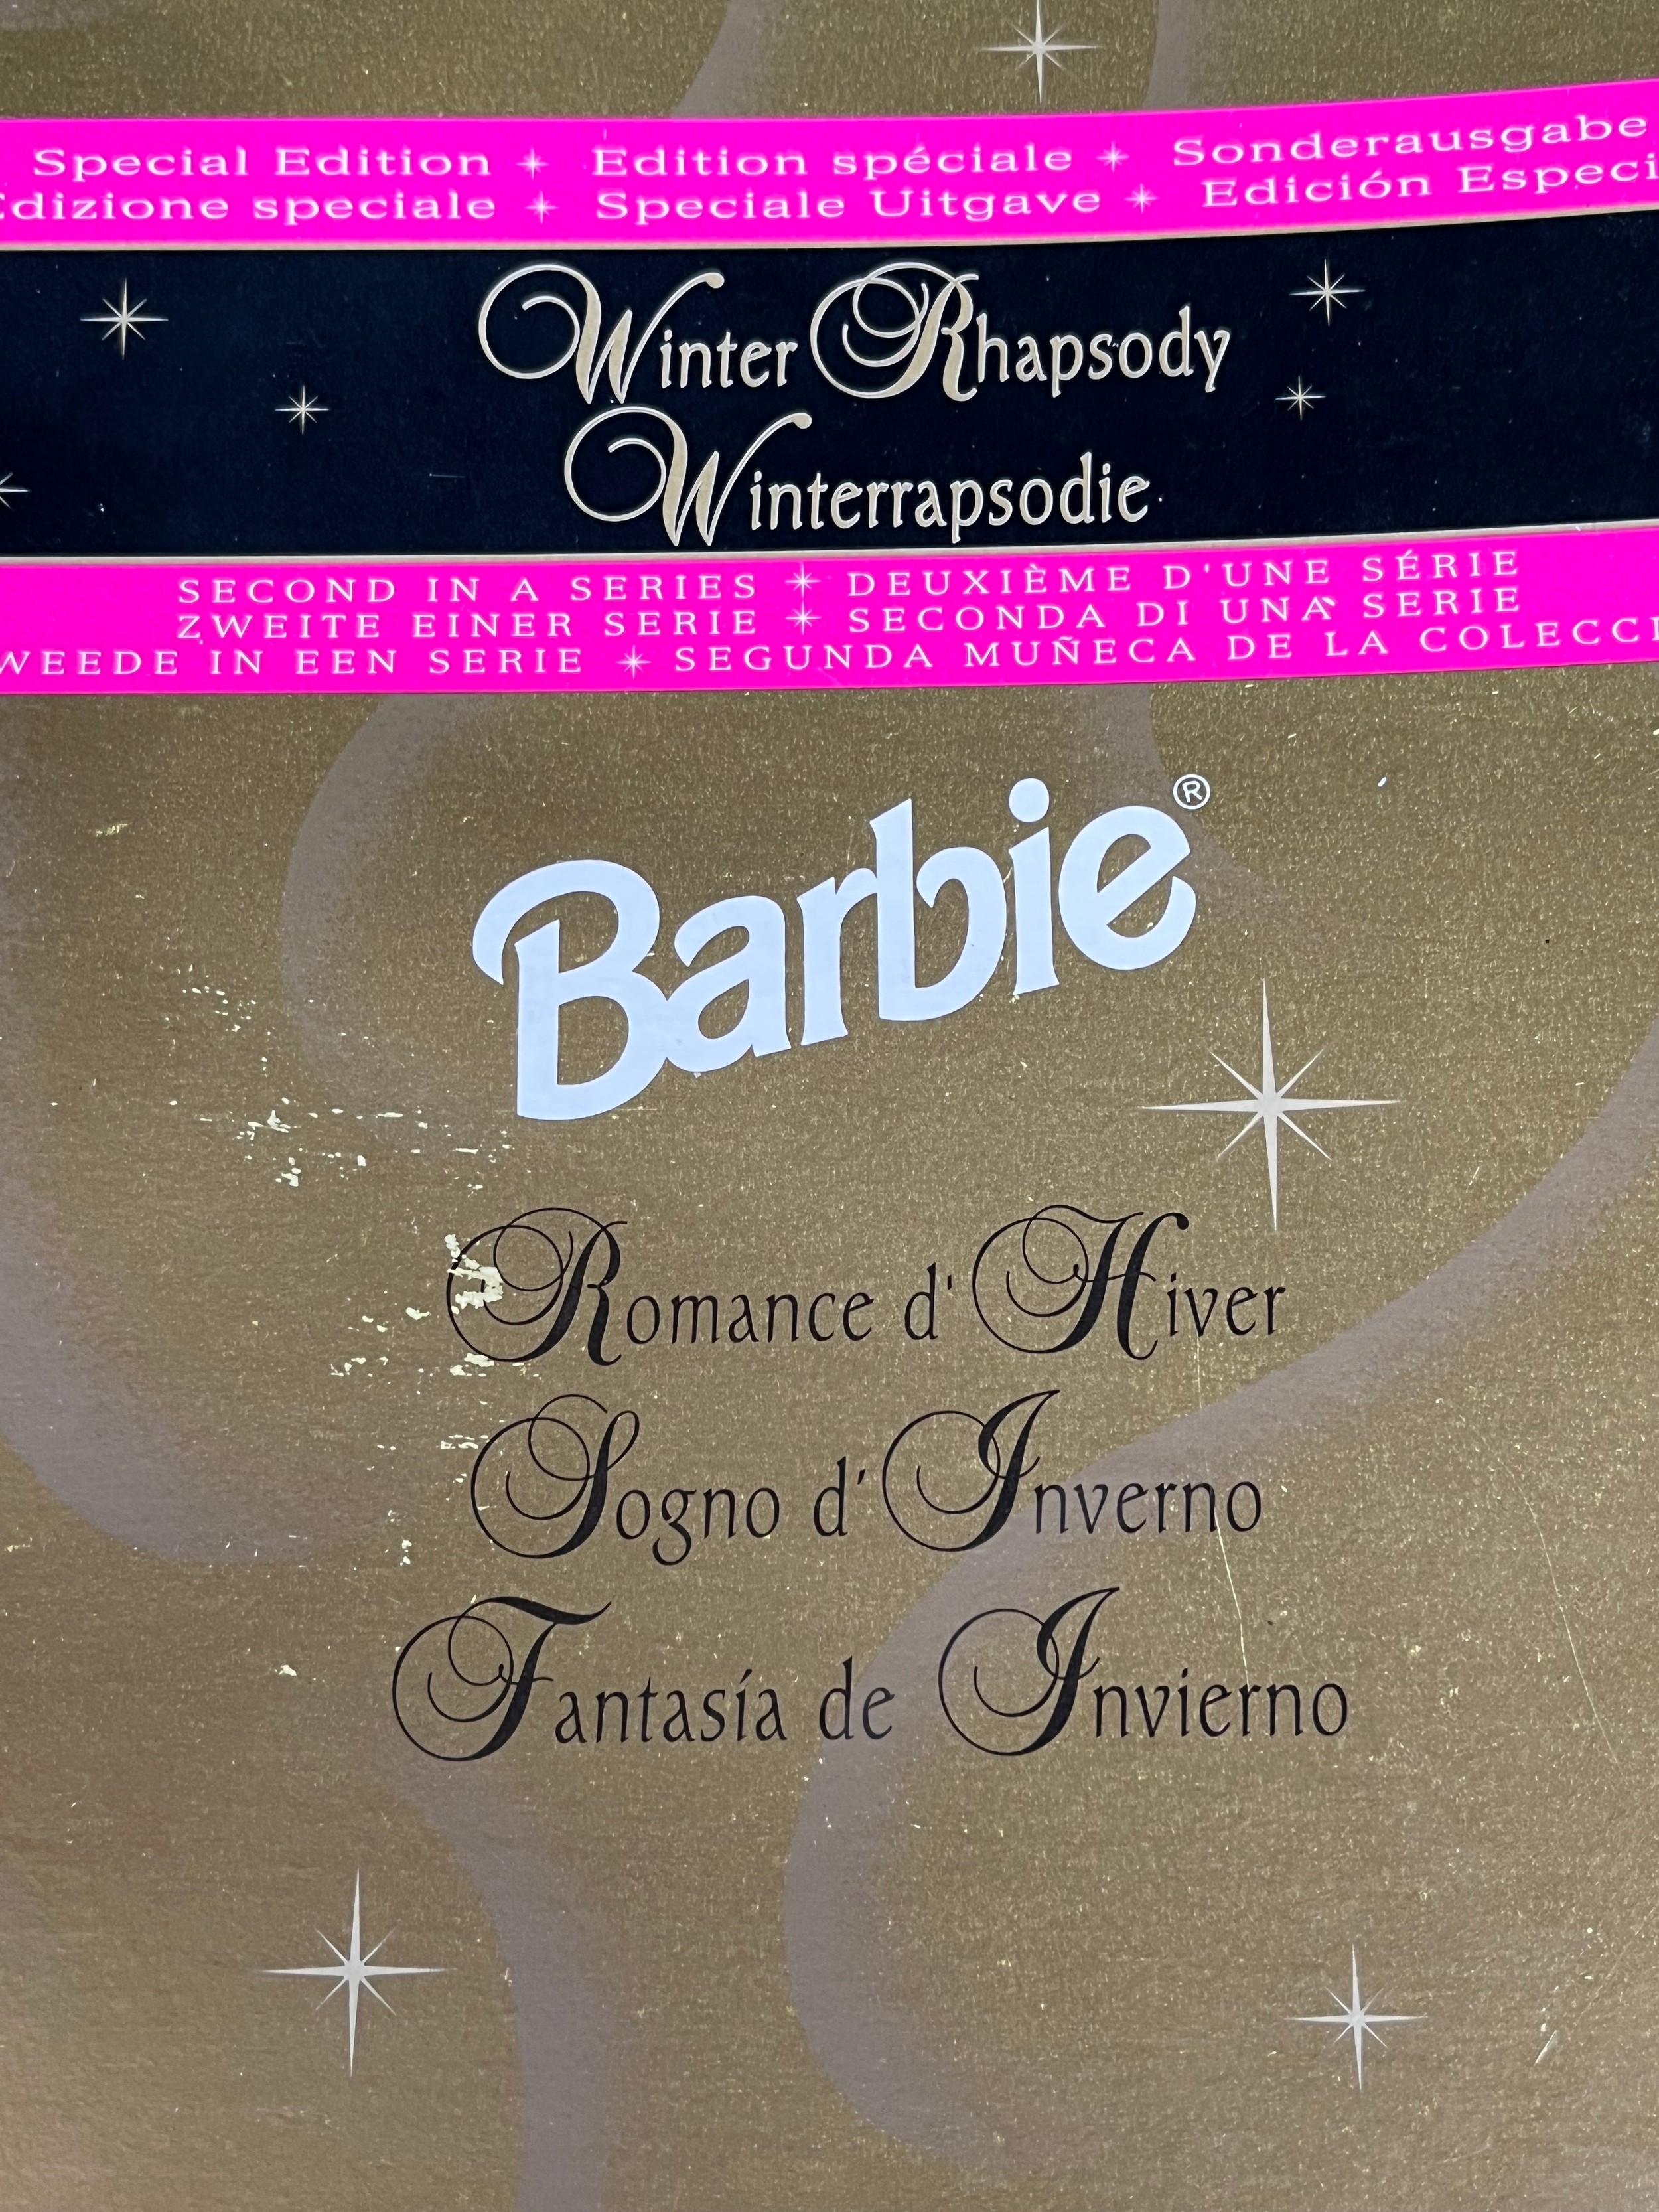 Special Edition Edition spéciale Sonderausgabe
Edizione speciale Speciale Uitgave Edición Especi
Winter Rhapsody
Winterrapsodie
SECOND IN A SERIES DEUXIÈME D'UNE SÉRIE
ZWEITE EINER SERIE SECONDA DI UNA SERIE
WEEDE IN EEN SERIE SEGUNDA MUÑECA DE LA COLECCI
Barbie®
Romance d'Hiver
Sogno d'Inverno
Fantasía de Invierno